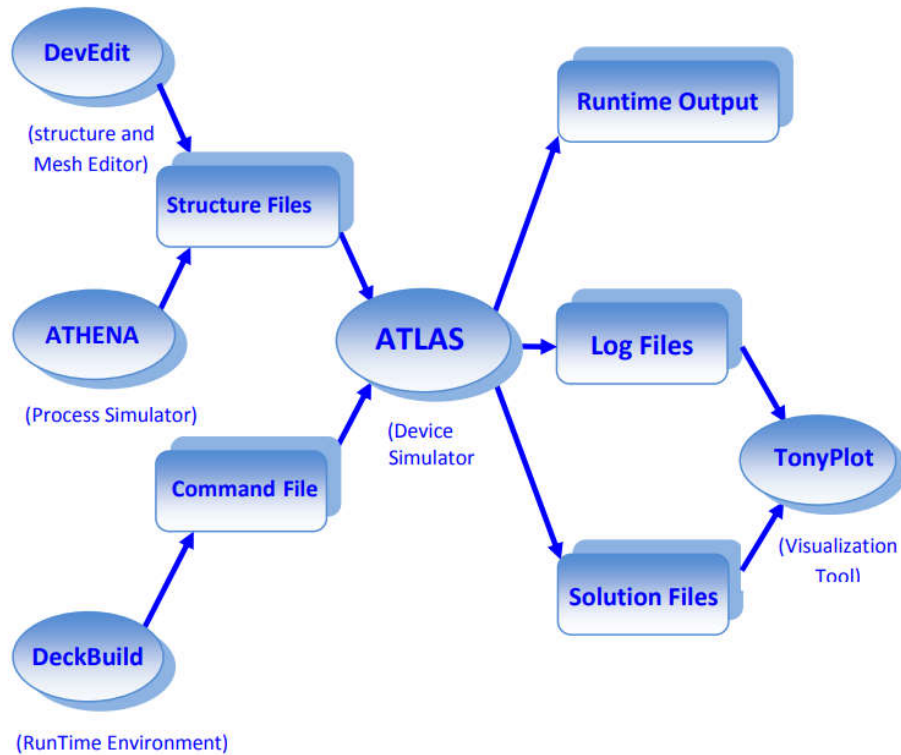 DevEdit
(structure and
Mesh Editor)
Structure Files
ATHENA
(Process Simulator)
Command File
DeckBuild
(RunTime Environment)
ATLAS
(Device
Simulator
Runtime Output
Log Files
Solution Files
TonyPlot
(Visualization
Tool)